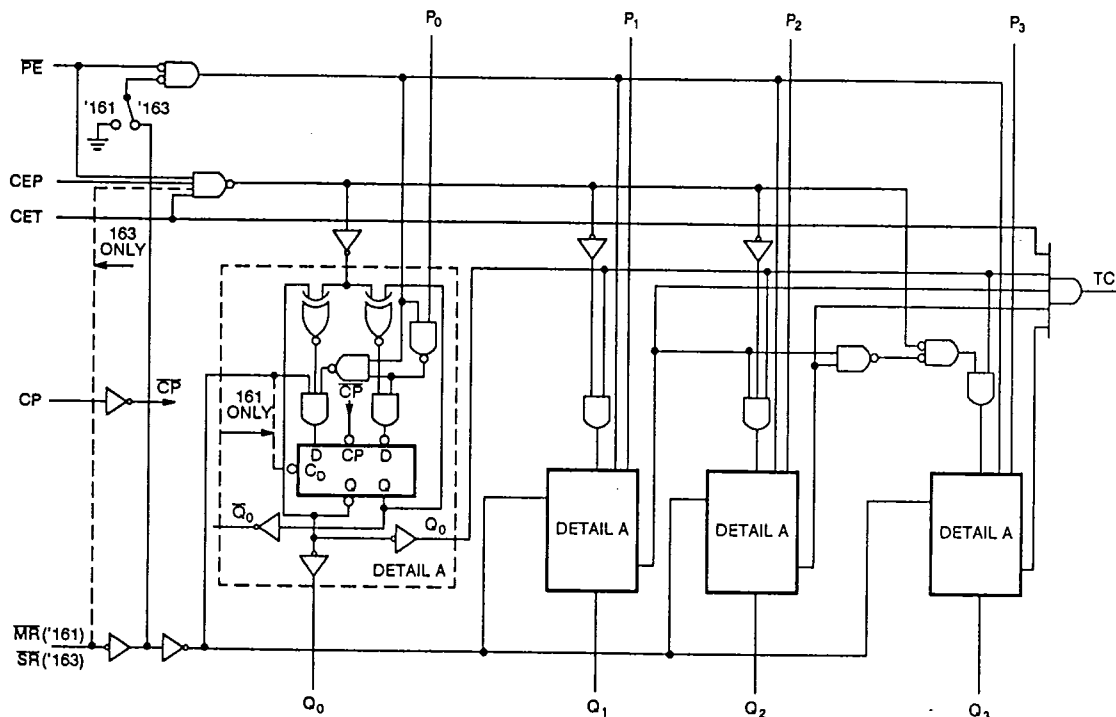 P0
P1
P2
P3
PE
'161
'163
CEP
CET
163
ONLY
TC
CP
CP
161
ONLY
CP
D
CP
D
CD
Q
Q
Q0
Q0
DETAIL A
DETAIL A
DETAIL A
DETAIL A
MR('161)
SR('163)
Q0
Q1
Q2
Q3